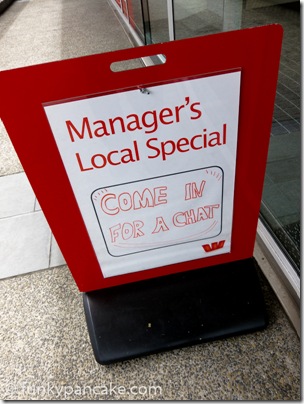 Manager's
Local Special
COME IN
FOR A CHAT
funkypancake.com